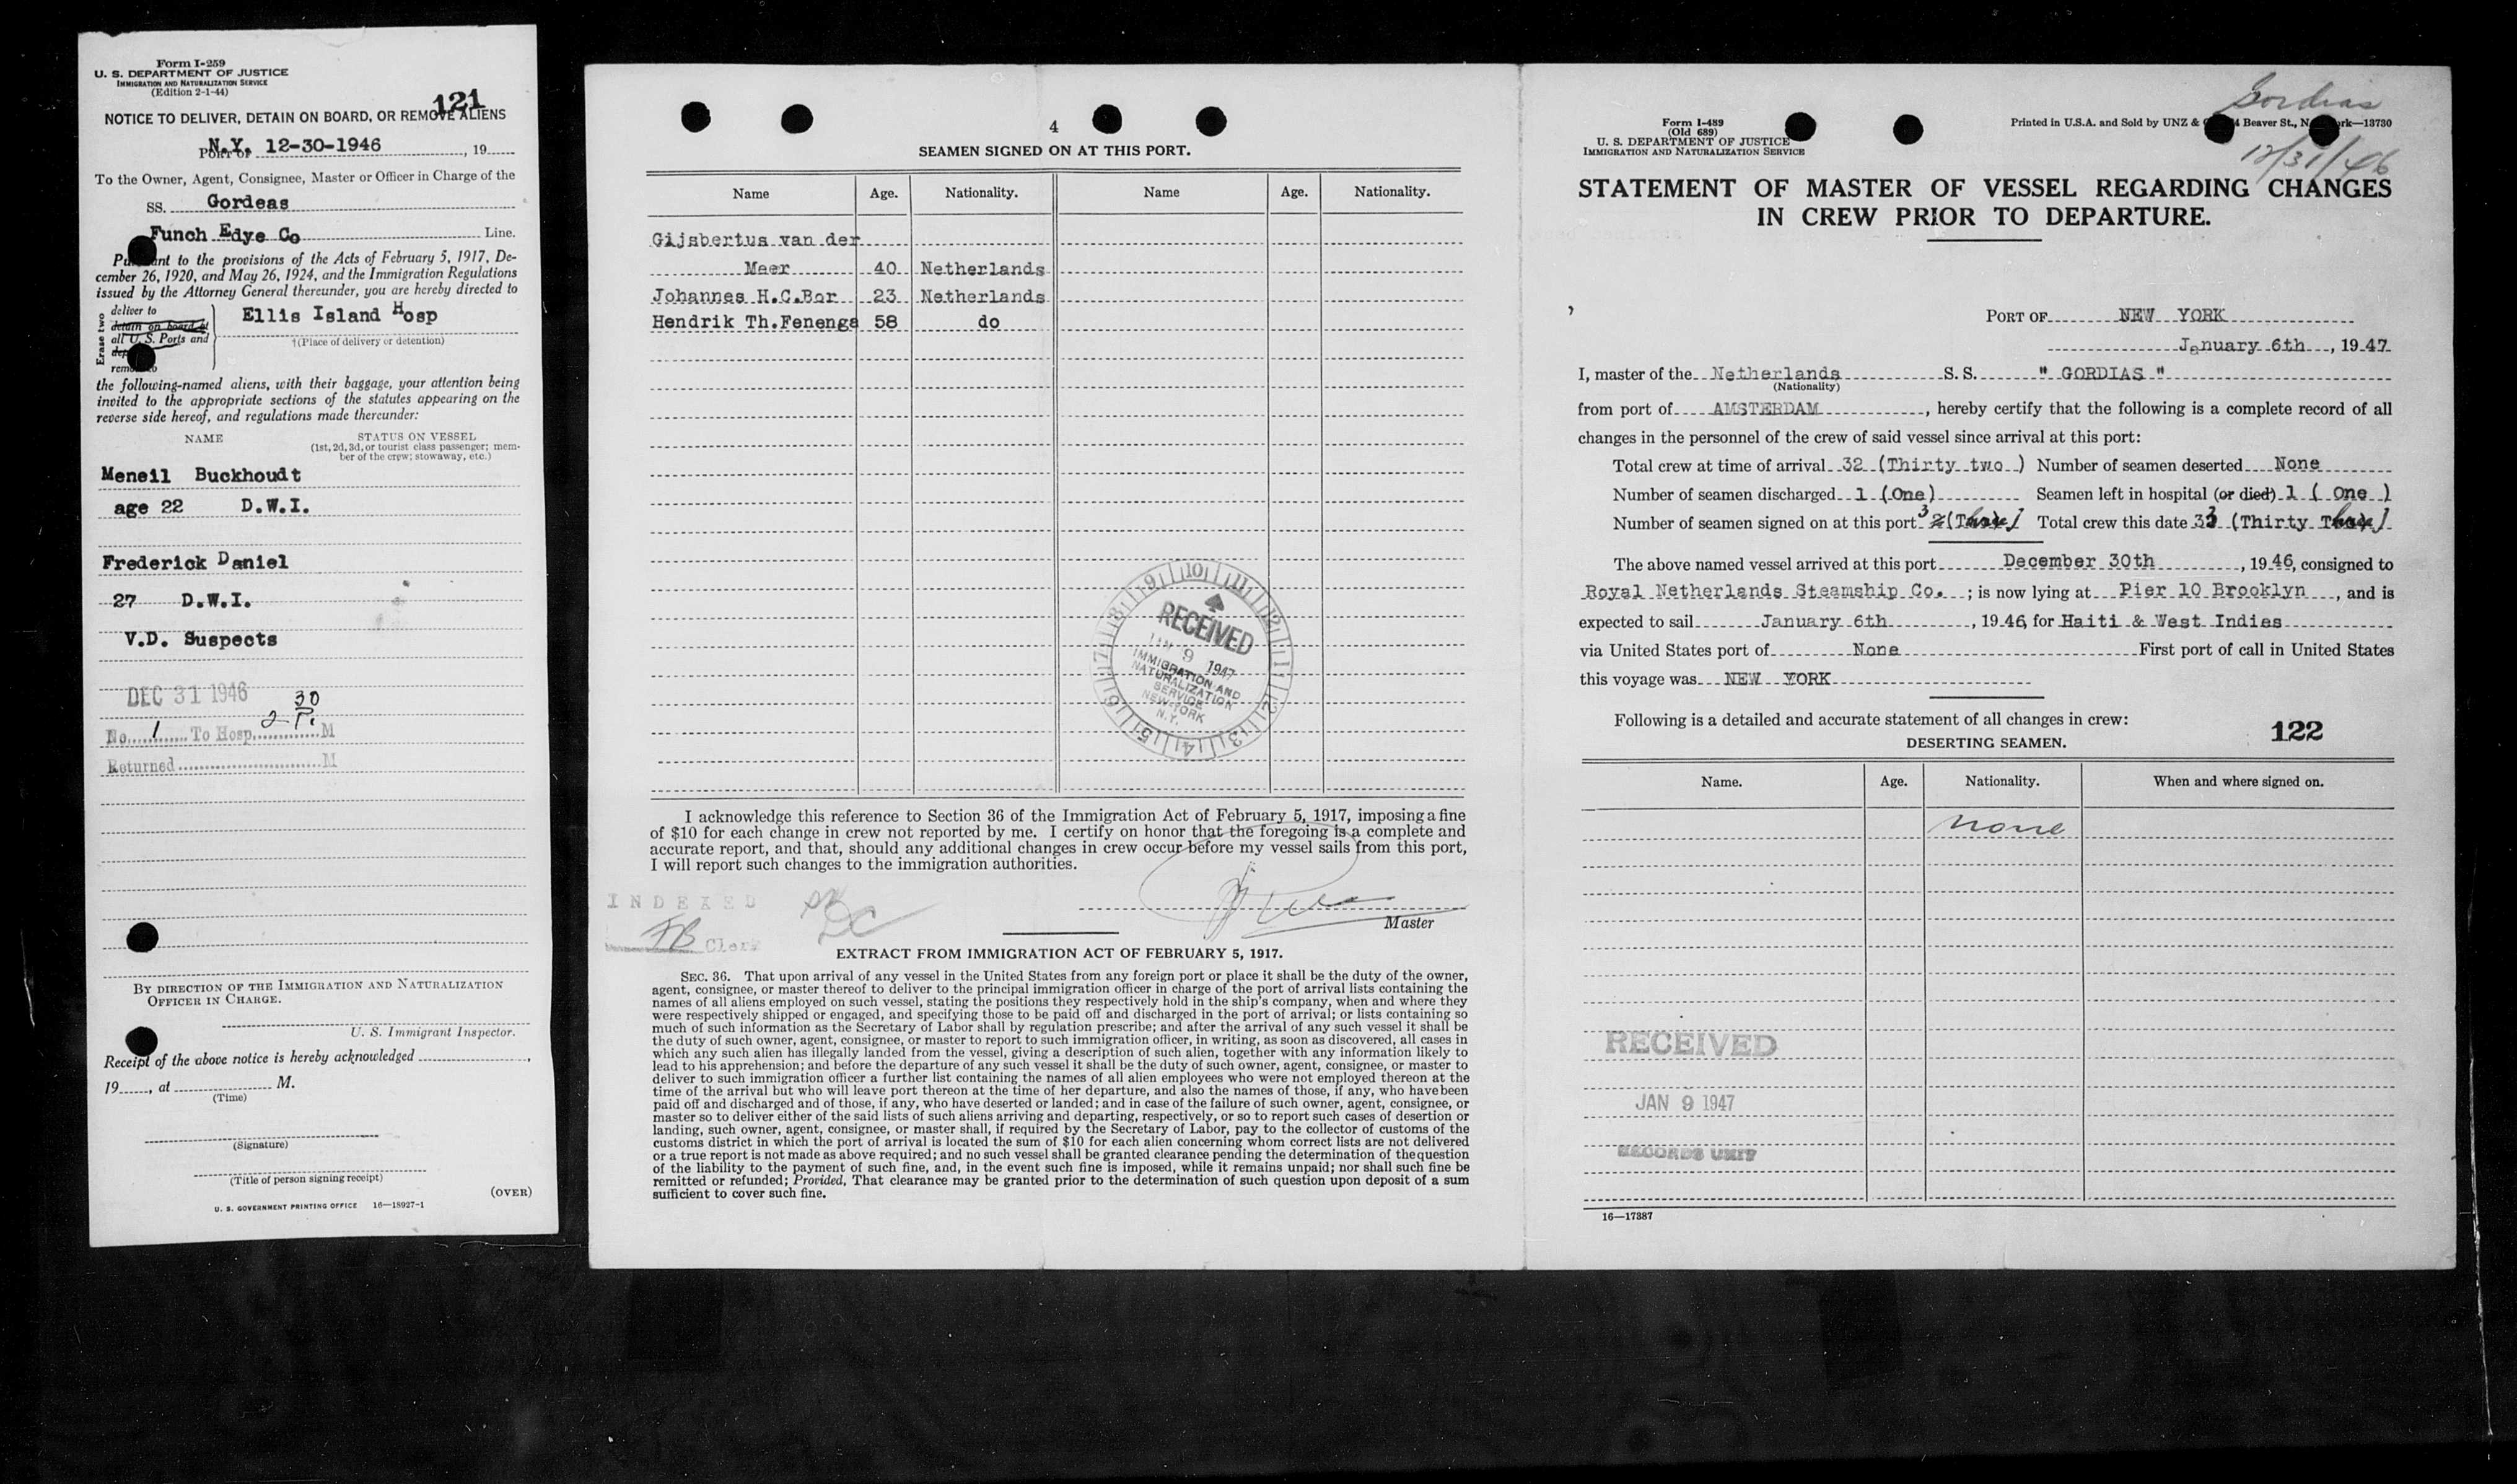 Form I-259
U. S. DEPARTMENT OF JUSTICE
IMMIGRATION AND NATURALIZATION SERVICE
(Edition 2-1-44)
121
NOTICE TO DELIVER, DETAIN ON BOARD, OR REMOVE ALIENS
PORT OF N.Y. 12-30-1946, 19
To the Owner, Agent, Consignee, Master or Officer in Charge of the
SS. Gordeas
Funch Edye Co Line.
Pursuant to the provisions of the Acts of February 5, 1917, De-
cember 26, 1920, and May 26, 1924, and the Immigration Regulations
issued by the Attorney General thereunder, you are hereby directed to
Erase two
deliver to
detain on board at
all U. S. Ports and
remove to
Ellis Island Hosp
†(Place of delivery or detention)
the following-named aliens, with their baggage, your attention being
invited to the appropriate sections of the statutes appearing on the
reverse side hereof, and regulations made thereunder:
NAME STATUS ON VESSEL
(1st, 2d, 3d, or tourist class passenger; mem-
ber of the crew; stowaway, etc.)
Meneil Buckhoudt
age 22 D.W.I.
Frederick Daniel
27 D.W.I.
V.D. Suspects
DEC 31 1946
No. 1 To Hosp. 2 30 P. M
Returned M
BY DIRECTION OF THE IMMIGRATION AND NATURALIZATION
OFFICER IN CHARGE.
U. S. Immigrant Inspector.
Receipt of the above notice is hereby acknowledged ,
19 , at M.
(Time)
(Signature)
(Title of person signing receipt)
(OVER)
U. S. GOVERNMENT PRINTING OFFICE 16—18927-1
4
SEAMEN SIGNED ON AT THIS PORT.
Name Age. Nationality. Name Age. Nationality.
Gijsbertus van der
Meer 40 Netherlands
Johannes H.C.Bor 23 Netherlands
Hendrik Th.Fenenga 58 do
RECEIVED
JAN 9 1947
IMMIGRATION AND
NATURALIZATION
SERVICE
NEW-YORK
N.Y.
I acknowledge this reference to Section 36 of the Immigration Act of February 5, 1917, imposing a fine
of $10 for each change in crew not reported by me. I certify on honor that the foregoing is a complete and
accurate report, and that, should any additional changes in crew occur before my vessel sails from this port,
I will report such changes to the immigration authorities.
INDEXED
FB Clerk
Master
EXTRACT FROM IMMIGRATION ACT OF FEBRUARY 5, 1917.
SEC. 36. That upon arrival of any vessel in the United States from any foreign port or place it shall be the duty of the owner,
agent, consignee, or master thereof to deliver to the principal immigration officer in charge of the port of arrival lists containing the
names of all aliens employed on such vessel, stating the positions they respectively hold in the ship's company, when and where they
were respectively shipped or engaged, and specifying those to be paid off and discharged in the port of arrival; or lists containing so
much of such information as the Secretary of Labor shall by regulation prescribe; and after the arrival of any such vessel it shall be
the duty of such owner, agent, consignee, or master to report to such immigration officer, in writing, as soon as discovered, all cases in
which any such alien has illegally landed from the vessel, giving a description of such alien, together with any information likely to
lead to his apprehension; and before the departure of any such vessel it shall be the duty of such owner, agent, consignee, or master to
deliver to such immigration officer a further list containing the names of all alien employees who were not employed thereon at the
time of the arrival but who will leave port thereon at the time of her departure, and also the names of those, if any, who have been
paid off and discharged and of those, if any, who have deserted or landed; and in case of the failure of such owner, agent, consignee, or
master so to deliver either of the said lists of such aliens arriving and departing, respectively, or so to report such cases of desertion or
landing, such owner, agent, consignee, or master shall, if required by the Secretary of Labor, pay to the collector of customs of the
customs district in which the port of arrival is located the sum of $10 for each alien concerning whom correct lists are not delivered
or a true report is not made as above required; and no such vessel shall be granted clearance pending the determination of the question
of the liability to the payment of such fine, and, in the event such fine is imposed, while it remains unpaid; nor shall such fine be
remitted or refunded; Provided, That clearance may be granted prior to the determination of such question upon deposit of a sum
sufficient to cover such fine.
Gordias
12/31/46
Form I-489
(Old 689)
U. S. DEPARTMENT OF JUSTICE
IMMIGRATION AND NATURALIZATION SERVICE
Printed in U.S.A. and Sold by UNZ & Beaver St., N. —13730
STATEMENT OF MASTER OF VESSEL REGARDING CHANGES
IN CREW PRIOR TO DEPARTURE.
PORT OF NEW YORK
January 6th, 1947
I, master of the Netherlands S. S. " GORDIAS "
(Nationality)
from port of AMSTERDAM, hereby certify that the following is a complete record of all
changes in the personnel of the crew of said vessel since arrival at this port:
Total crew at time of arrival 32 (Thirty two ) Number of seamen deserted None
Number of seamen discharged 1 (One) Seamen left in hospital (or died) 1 ( One )
Number of seamen signed on at this port 3 (Three) Total crew this date 33 (Thirty Three)
The above named vessel arrived at this port December 30th, 1946, consigned to
Royal Netherlands Steamship Co. ; is now lying at Pier 10 Brooklyn, and is
expected to sail January 6th, 1946, for Haiti & West Indies
via United States port of None First port of call in United States
this voyage was NEW YORK
Following is a detailed and accurate statement of all changes in crew:
122
DESERTING SEAMEN.
Name. Age. Nationality. When and where signed on.
None
RECEIVED
JAN 9 1947
RECORDS UNIT
16—17387